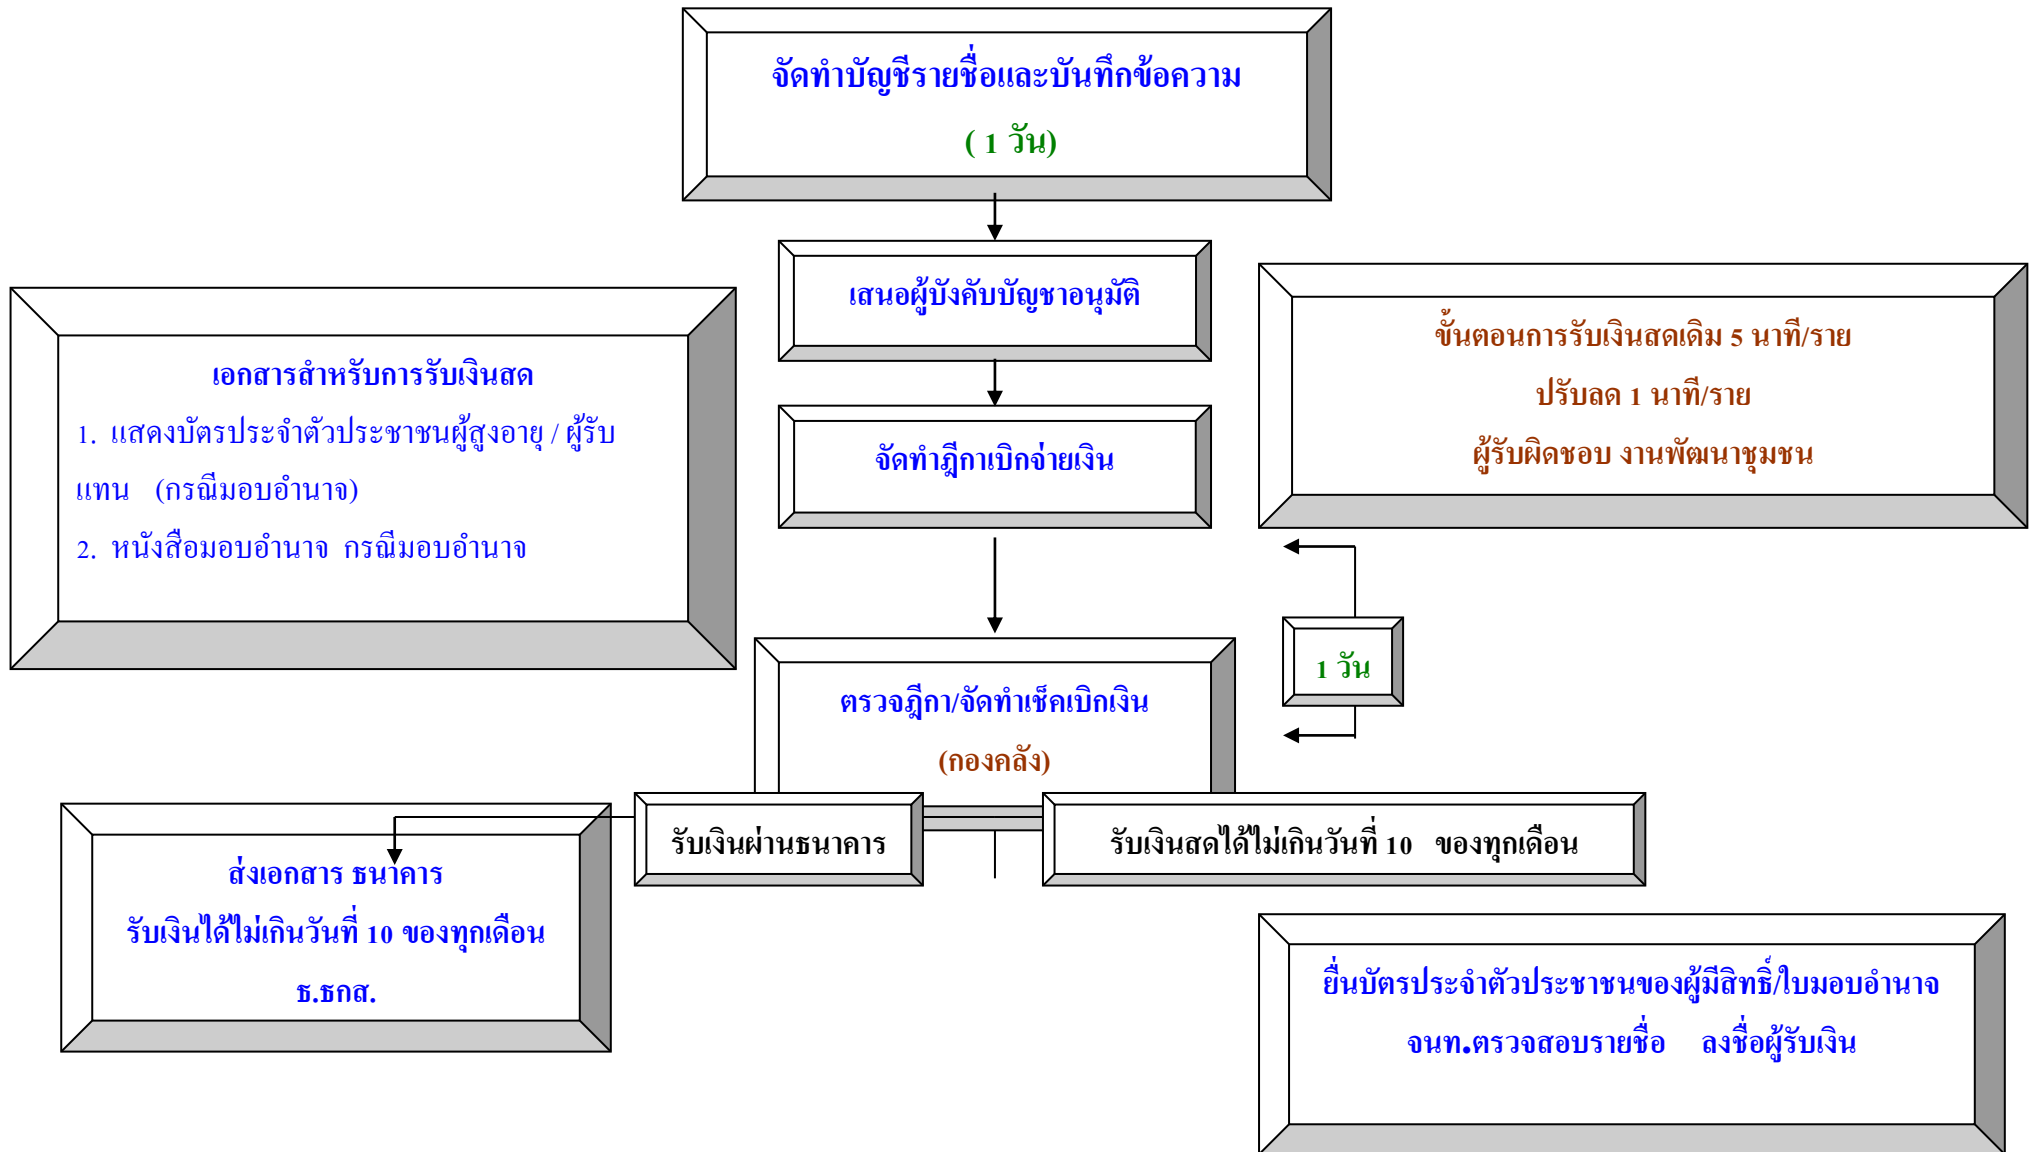 จัดทำบัญชีรายชื่อและบันทึกข้อความ
( 1 วัน)
เสนอผู้บังคับบัญชาอนุมัติ
เอกสารสำหรับการรับเงินสด
1. แสดงบัตรประจำตัวประชาชนผู้สูงอายุ / ผู้รับ
แทน (กรณีมอบอำนาจ)
2. หนังสือมอบอำนาจ กรณีมอบอำนาจ
จัดทำฎีกาเบิกจ่ายเงิน
ขั้นตอนการรับเงินสดเดิม 5 นาที/ราย
ปรับลด 1 นาที/ราย
ผู้รับผิดชอบ งานพัฒนาชุมชน
1 วัน
ตรวจฎีกา/จัดทำเช็คเบิกเงิน
(กองคลัง)
รับเงินผ่านธนาคาร
รับเงินสดได้ไม่เกินวันที่ 10 ของทุกเดือน
ส่งเอกสาร ธนาคาร
รับเงินได้ไม่เกินวันที่ 10 ของทุกเดือน
ธ.ธกส.
ยื่นบัตรประจำตัวประชาชนของผู้มีสิทธิ์/ใบมอบอำนาจ
จนท.ตรวจสอบรายชื่อ ลงชื่อผู้รับเงิน